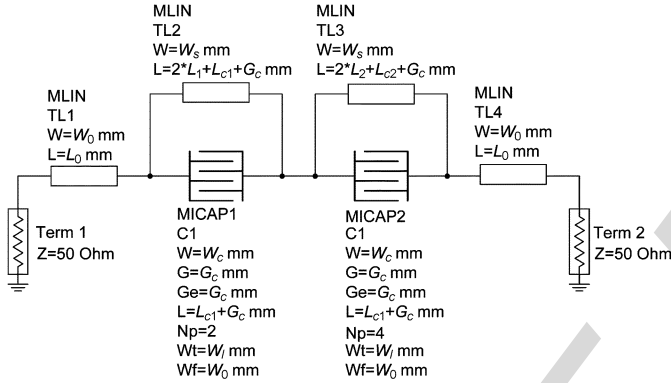 MLIN
TL2
W=Ws mm
L=2*L1+Lc1+Gc mm
MLIN
TL3
W=Ws mm
L=2*L2+Lc2+Gc mm
MLIN
TL1
W=W0 mm
L=L0 mm
MLIN
TL4
W=W0 mm
L=L0 mm
Term 1
Z=50 Ohm
MICAP1
C1
W=Wc mm
G=Gc mm
Ge=Gc mm
L=Lc1+Gc mm
Np=2
Wt=Wl mm
Wf=W0 mm
MICAP2
C1
W=Wc mm
G=Gc mm
Ge=Gc mm
L=Lc1+Gc mm
Np=4
Wt=Wl mm
Wf=W0 mm
Term 2
Z=50 Ohm